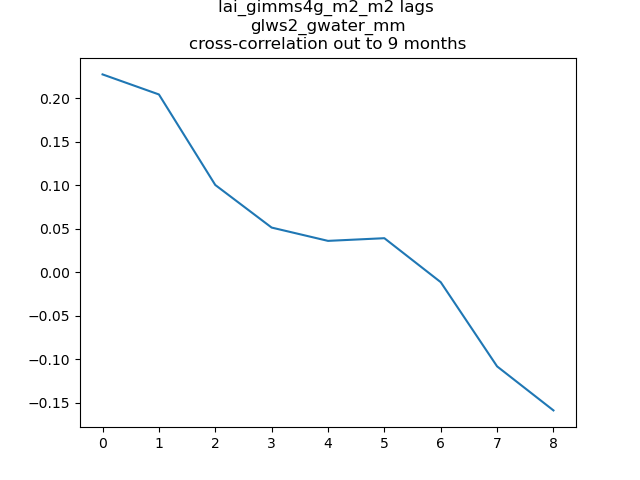 lai_gimms4g_m2_m2 lags
glws2_gwater_mm
cross-correlation out to 9 months
0.20
0.15
0.10
0.05
0.00
−0.05
−0.10
−0.15
0 1 2 3 4 5 6 7 8